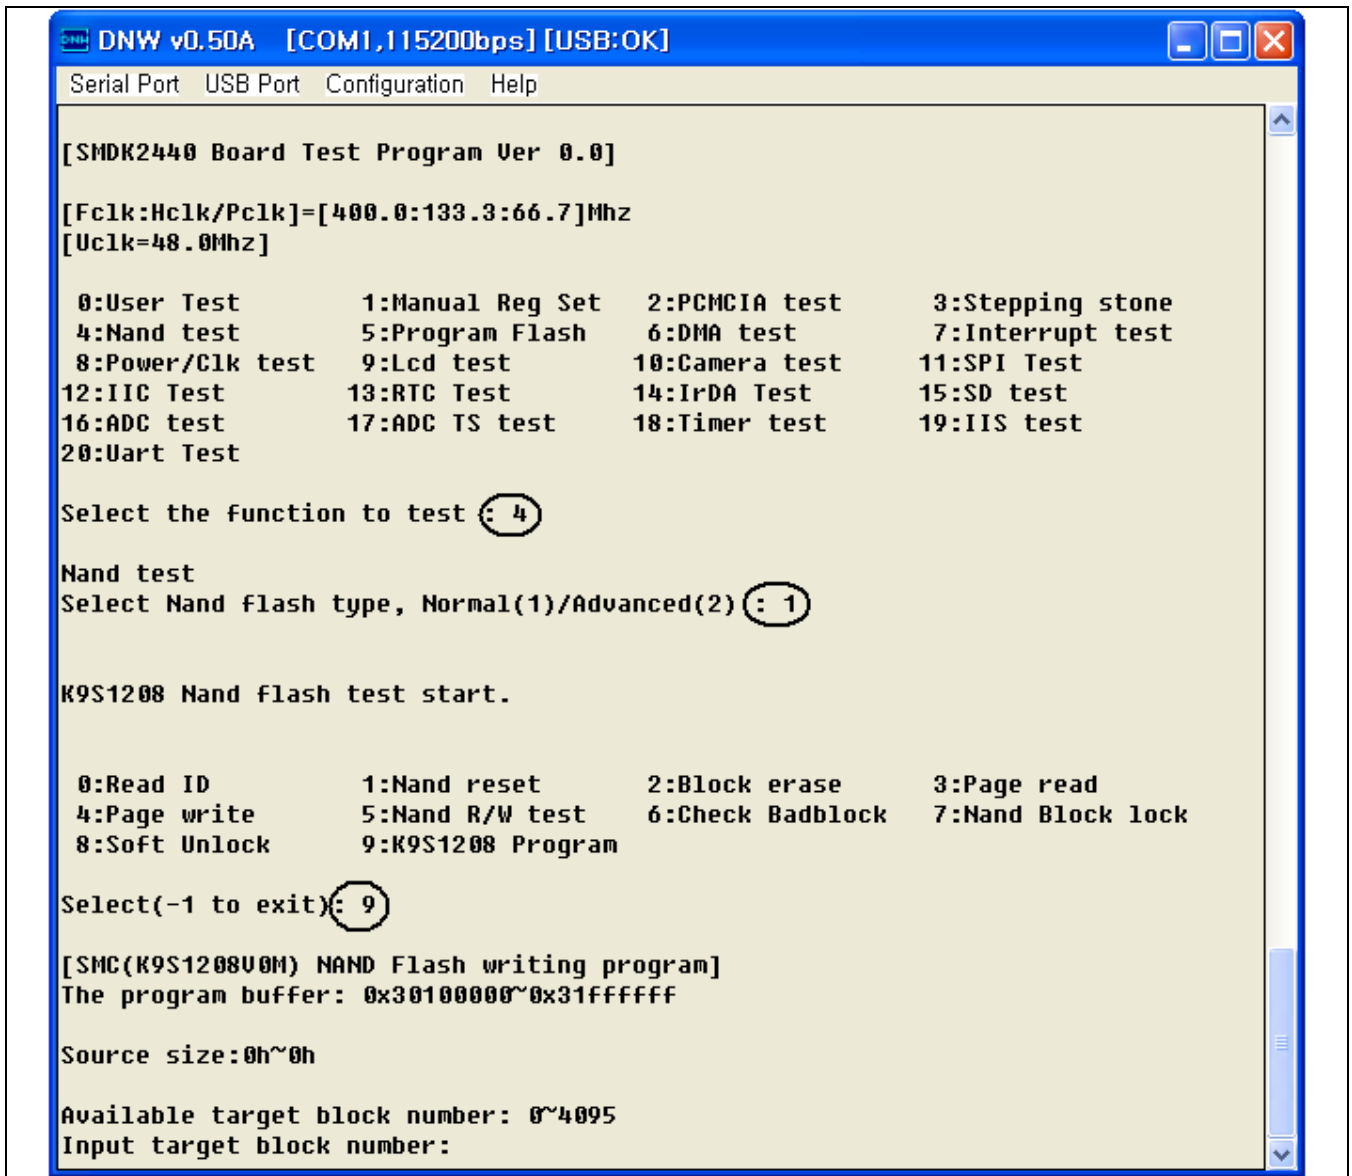 DNW v0.50A [COM1,115200bps][USB:OK]
Serial Port USB Port Configuration Help
[SMDK2440 Board Test Program Ver 0.0]
[Fclk:Hclk/Pclk]=[400.0:133.3:66.7]Mhz
[Uclk=48.0Mhz]
0:User Test 1:Manual Reg Set 2:PCMCIA test 3:Stepping stone
4:Nand test 5:Program Flash 6:DMA test 7:Interrupt test
8:Power/Clk test 9:Lcd test 10:Camera test 11:SPI Test
12:IIC Test 13:RTC Test 14:IrDA Test 15:SD test
16:ADC test 17:ADC TS test 18:Timer test 19:IIS test
20:Uart Test
Select the function to test : 4
Nand test
Select Nand flash type, Normal(1)/Advanced(2) : 1
K9S1208 Nand flash test start.
0:Read ID 1:Nand reset 2:Block erase 3:Page read
4:Page write 5:Nand R/W test 6:Check Badblock 7:Nand Block lock
8:Soft Unlock 9:K9S1208 Program
Select(-1 to exit): 9
[SMC(K9S1208V0M) NAND Flash writing program]
The program buffer: 0x30100000~0x31ffffff
Source size:0h~0h
Available target block number: 0~4095
Input target block number: